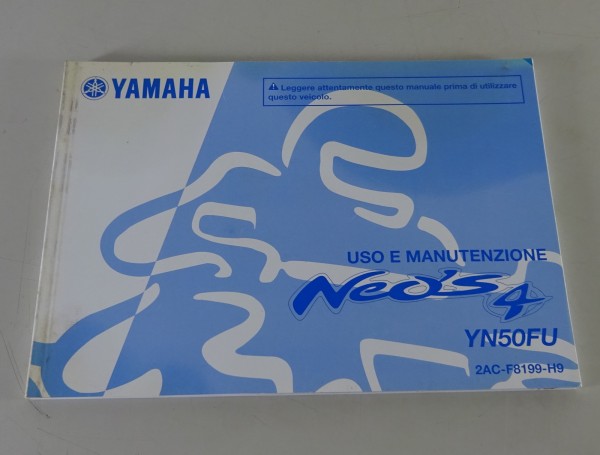 YAMAHA
⚠ Leggere attentamente questo manuale prima di utilizzare
questo veicolo.
USO E MANUTENZIONE
Neo's 4
YN50FU
2AC-F8199-H9